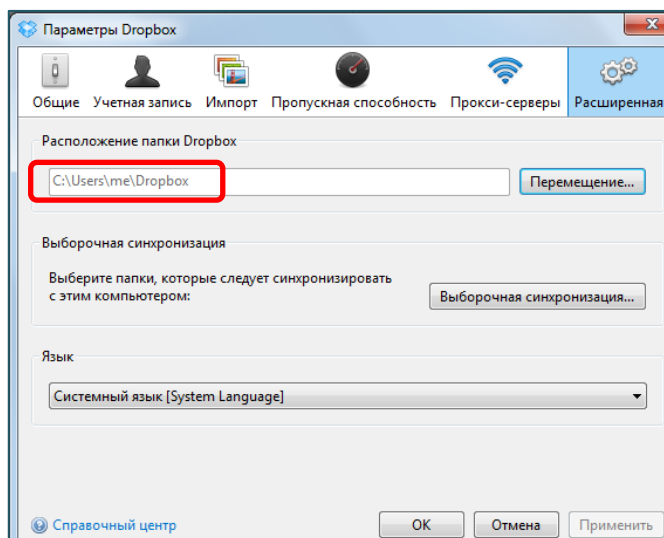 Параметры Dropbox
Общие Учетная запись Импорт Пропускная способность Прокси-серверы Расширенная
Расположение папки Dropbox
C:\Users\me\Dropbox Перемещение...
Выборочная синхронизация
Выберите папки, которые следует синхронизировать
с этим компьютером:
Выборочная синхронизация...
Язык
Системный язык [System Language]
Справочный центр OK Отмена Применить